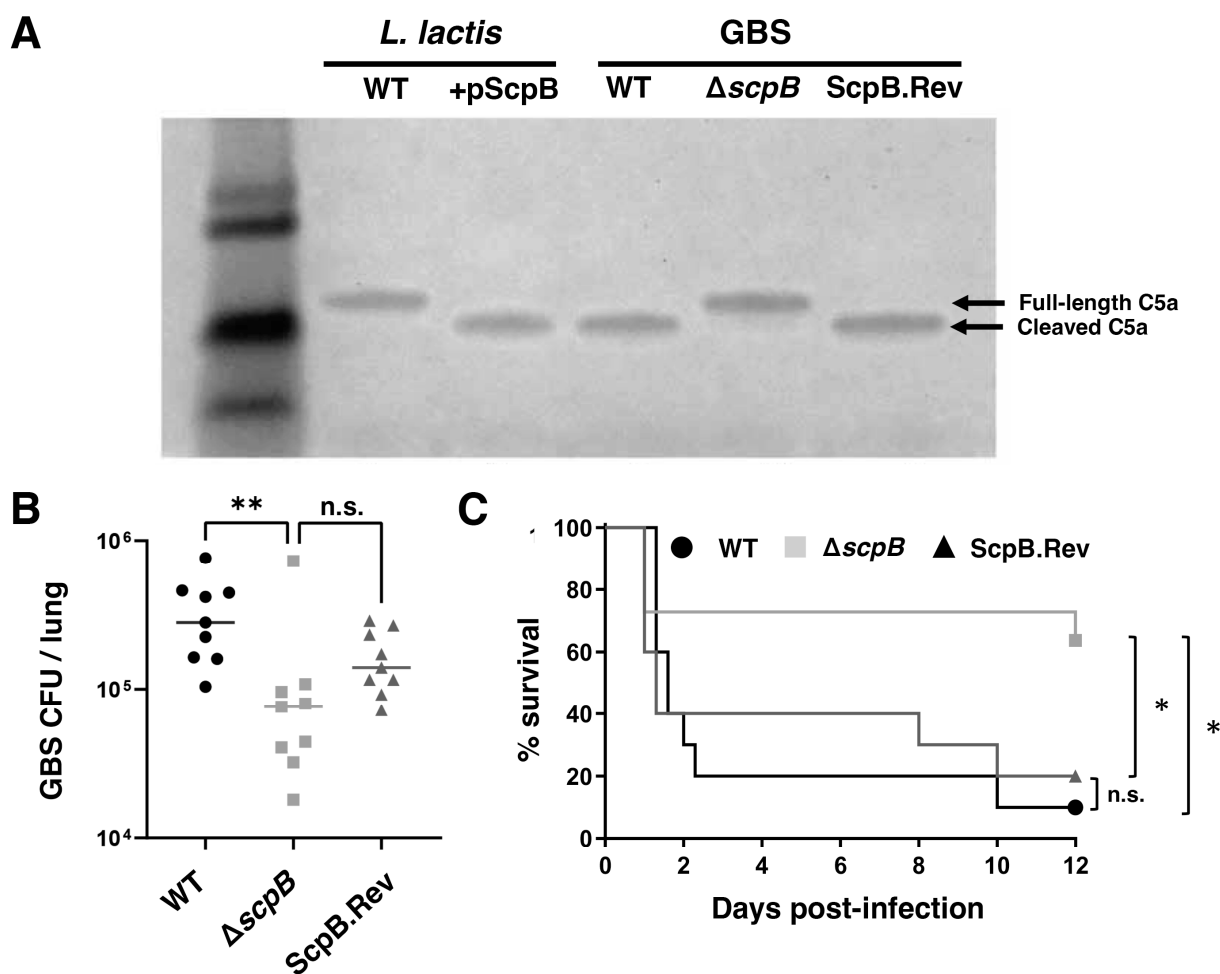 A
L. lactis
GBS
WT
+pScpB
WT
ΔscpB
ScpB.Rev
Full-length C5a
Cleaved C5a
B
**
n.s.
10⁶
10⁵
10⁴
GBS CFU / lung
WT
ΔscpB
ScpB.Rev
C
WT
ΔscpB
ScpB.Rev
100
80
60
40
20
0
% survival
*
*
n.s.
0 2 4 6 8 10 12
Days post-infection